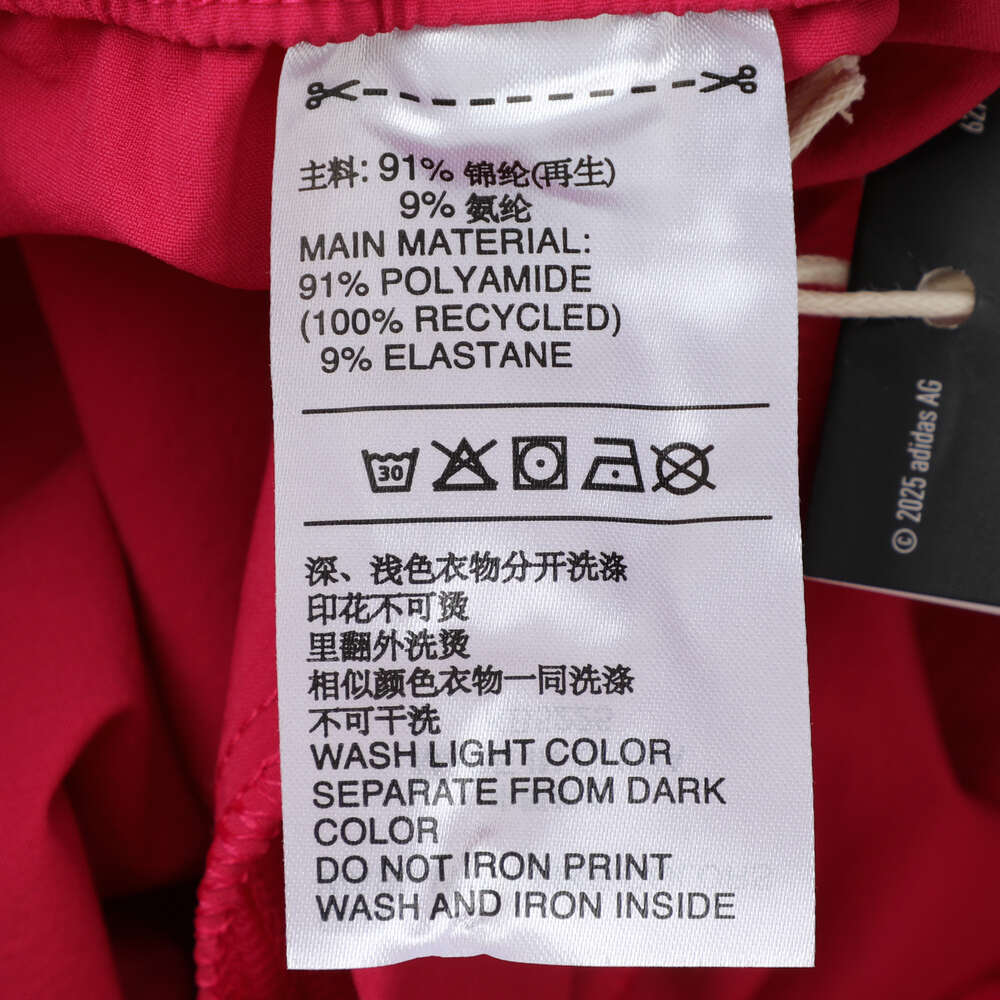 主料: 91% 锦纶(再生)
9% 氨纶
MAIN MATERIAL:
91% POLYAMIDE
(100% RECYCLED)
9% ELASTANE
30
深、浅色衣物分开洗涤
印花不可烫
里翻外洗烫
相似颜色衣物一同洗涤
不可干洗
WASH LIGHT COLOR
SEPARATE FROM DARK
COLOR
DO NOT IRON PRINT
WASH AND IRON INSIDE
© 2025 adidas AG